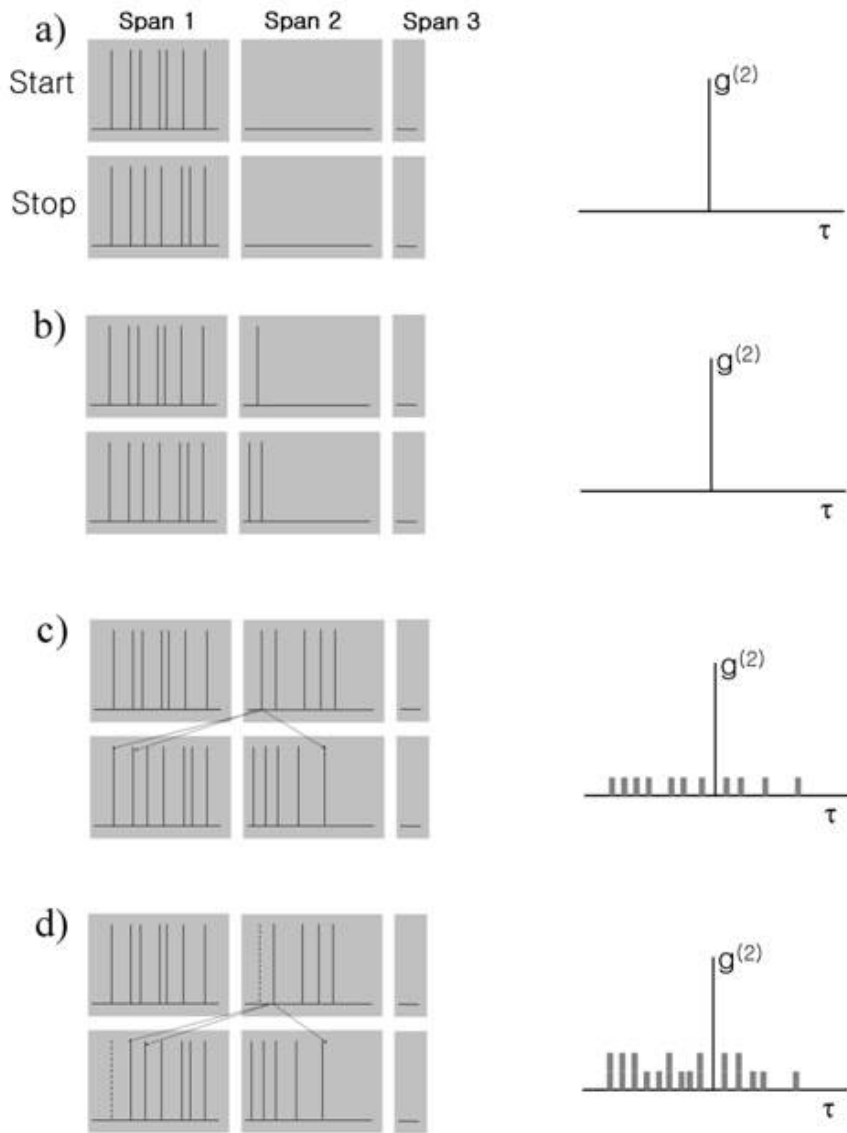 a) Span 1 Span 2 Span 3
Start
g(2)
Stop
τ
b)
g(2)
τ
c)
g(2)
τ
d)
g(2)
τ